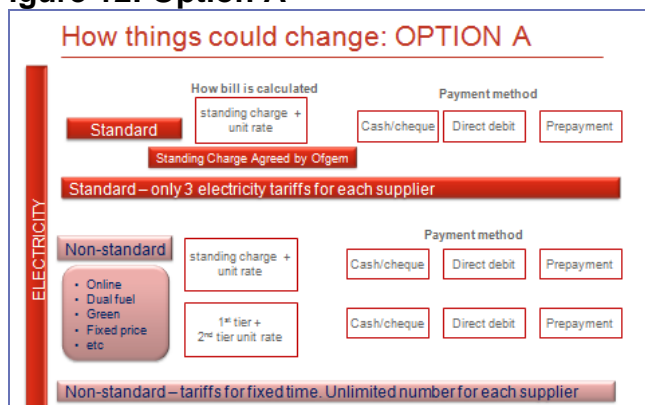 How things could change: OPTION A
How bill is calculated
Payment method
Standard
standing charge +
unit rate
Cash/cheque
Direct debit
Prepayment
Standing Charge Agreed by Ofgem
Standard – only 3 electricity tariffs for each supplier
ELECTRICITY
Payment method
Non-standard
standing charge +
unit rate
Cash/cheque
Direct debit
Prepayment
• Online
• Dual fuel
• Green
• Fixed price
• etc
1st tier +
2nd tier unit rate
Cash/cheque
Direct debit
Prepayment
Non-standard – tariffs for fixed time. Unlimited number for each supplier